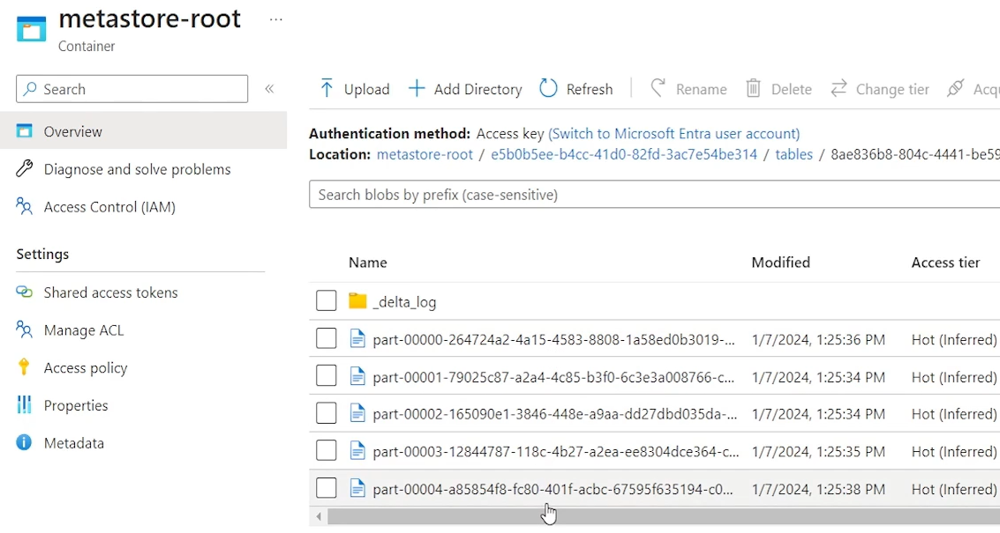 metastore-root ...
Container
Search «
Overview
Diagnose and solve problems
Access Control (IAM)
Settings
Shared access tokens
Manage ACL
Access policy
Properties
Metadata
Upload Add Directory Refresh Rename Delete Change tier Acqu
Authentication method: Access key (Switch to Microsoft Entra user account)
Location: metastore-root / e5b0b5ee-b4cc-41d0-82fd-3ac7e54be314 / tables / 8ae836b8-804c-4441-be59
Search blobs by prefix (case-sensitive)
Name Modified Access tier
_delta_log
part-00000-264724a2-4a15-4583-8808-1a58ed0b3019-... 1/7/2024, 1:25:36 PM Hot (Inferred)
part-00001-79025c87-a2a4-4c85-b3f0-6c3e3a008766-c... 1/7/2024, 1:25:34 PM Hot (Inferred)
part-00002-165090e1-3846-448e-a9aa-dd27dbd035da-... 1/7/2024, 1:25:34 PM Hot (Inferred)
part-00003-12844787-118c-4b27-a2ea-ee8304dce364-c... 1/7/2024, 1:25:35 PM Hot (Inferred)
part-00004-a85854f8-fc80-401f-acbc-67595f635194-c0... 1/7/2024, 1:25:38 PM Hot (Inferred)